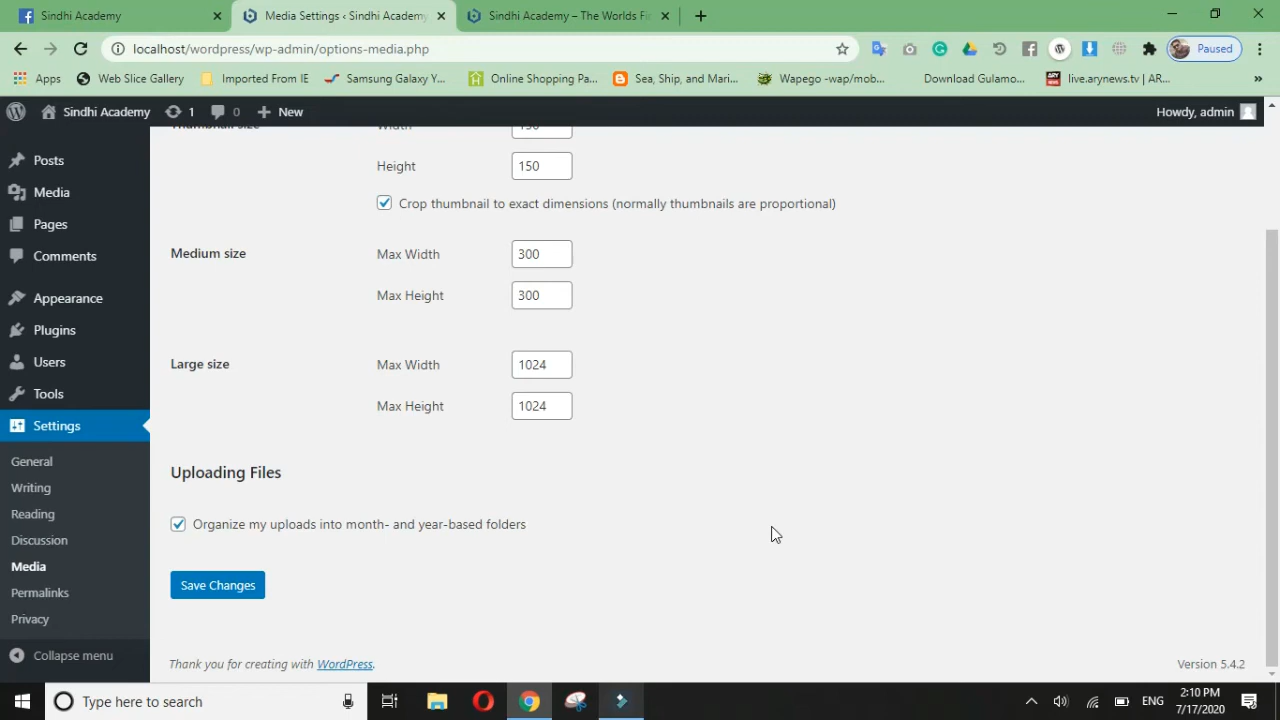 Sindhi Academy
Media Settings ‹ Sindhi Academy
Sindhi Academy – The Worlds Fi
localhost/wordpress/wp-admin/options-media.php
Paused
Apps
Web Slice Gallery
Imported From IE
Samsung Galaxy Y...
Online Shopping Pa...
Sea, Ship, and Mari...
Wapego -wap/mob...
Download Gulamo...
live.arynews.tv | AR...
Sindhi Academy
1
0
New
Howdy, admin
Posts
Media
Pages
Comments
Appearance
Plugins
Users
Tools
Settings
General
Writing
Reading
Discussion
Media
Permalinks
Privacy
Collapse menu
Thumbnail size
Width
150
Height
150
Crop thumbnail to exact dimensions (normally thumbnails are proportional)
Medium size
Max Width
300
Max Height
300
Large size
Max Width
1024
Max Height
1024
Uploading Files
Organize my uploads into month- and year-based folders
Save Changes
Thank you for creating with WordPress.
Version 5.4.2
Type here to search
ENG
2:10 PM
7/17/2020